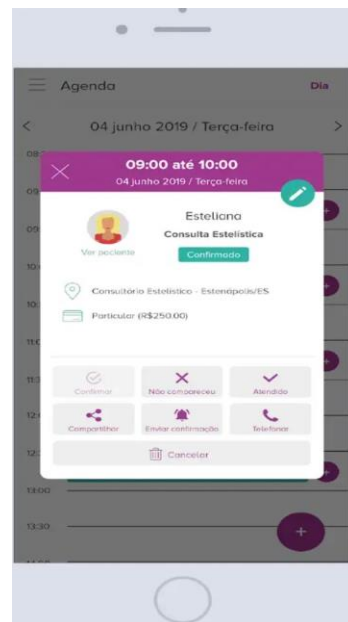 Agenda
Dia
04 junho 2019 / Terça-feira
09:00 até 10:00
04 junho 2019 / Terça-feira
Esteliana
Consulta Estelística
Ver paciente
Confirmado
Consultório Estelístico - Estenápolis/ES
Particular (R$250.00)
Confirmar
Não compareceu
Atendido
Compartilhar
Enviar confirmação
Telefonar
Cancelar
13:00
13:30